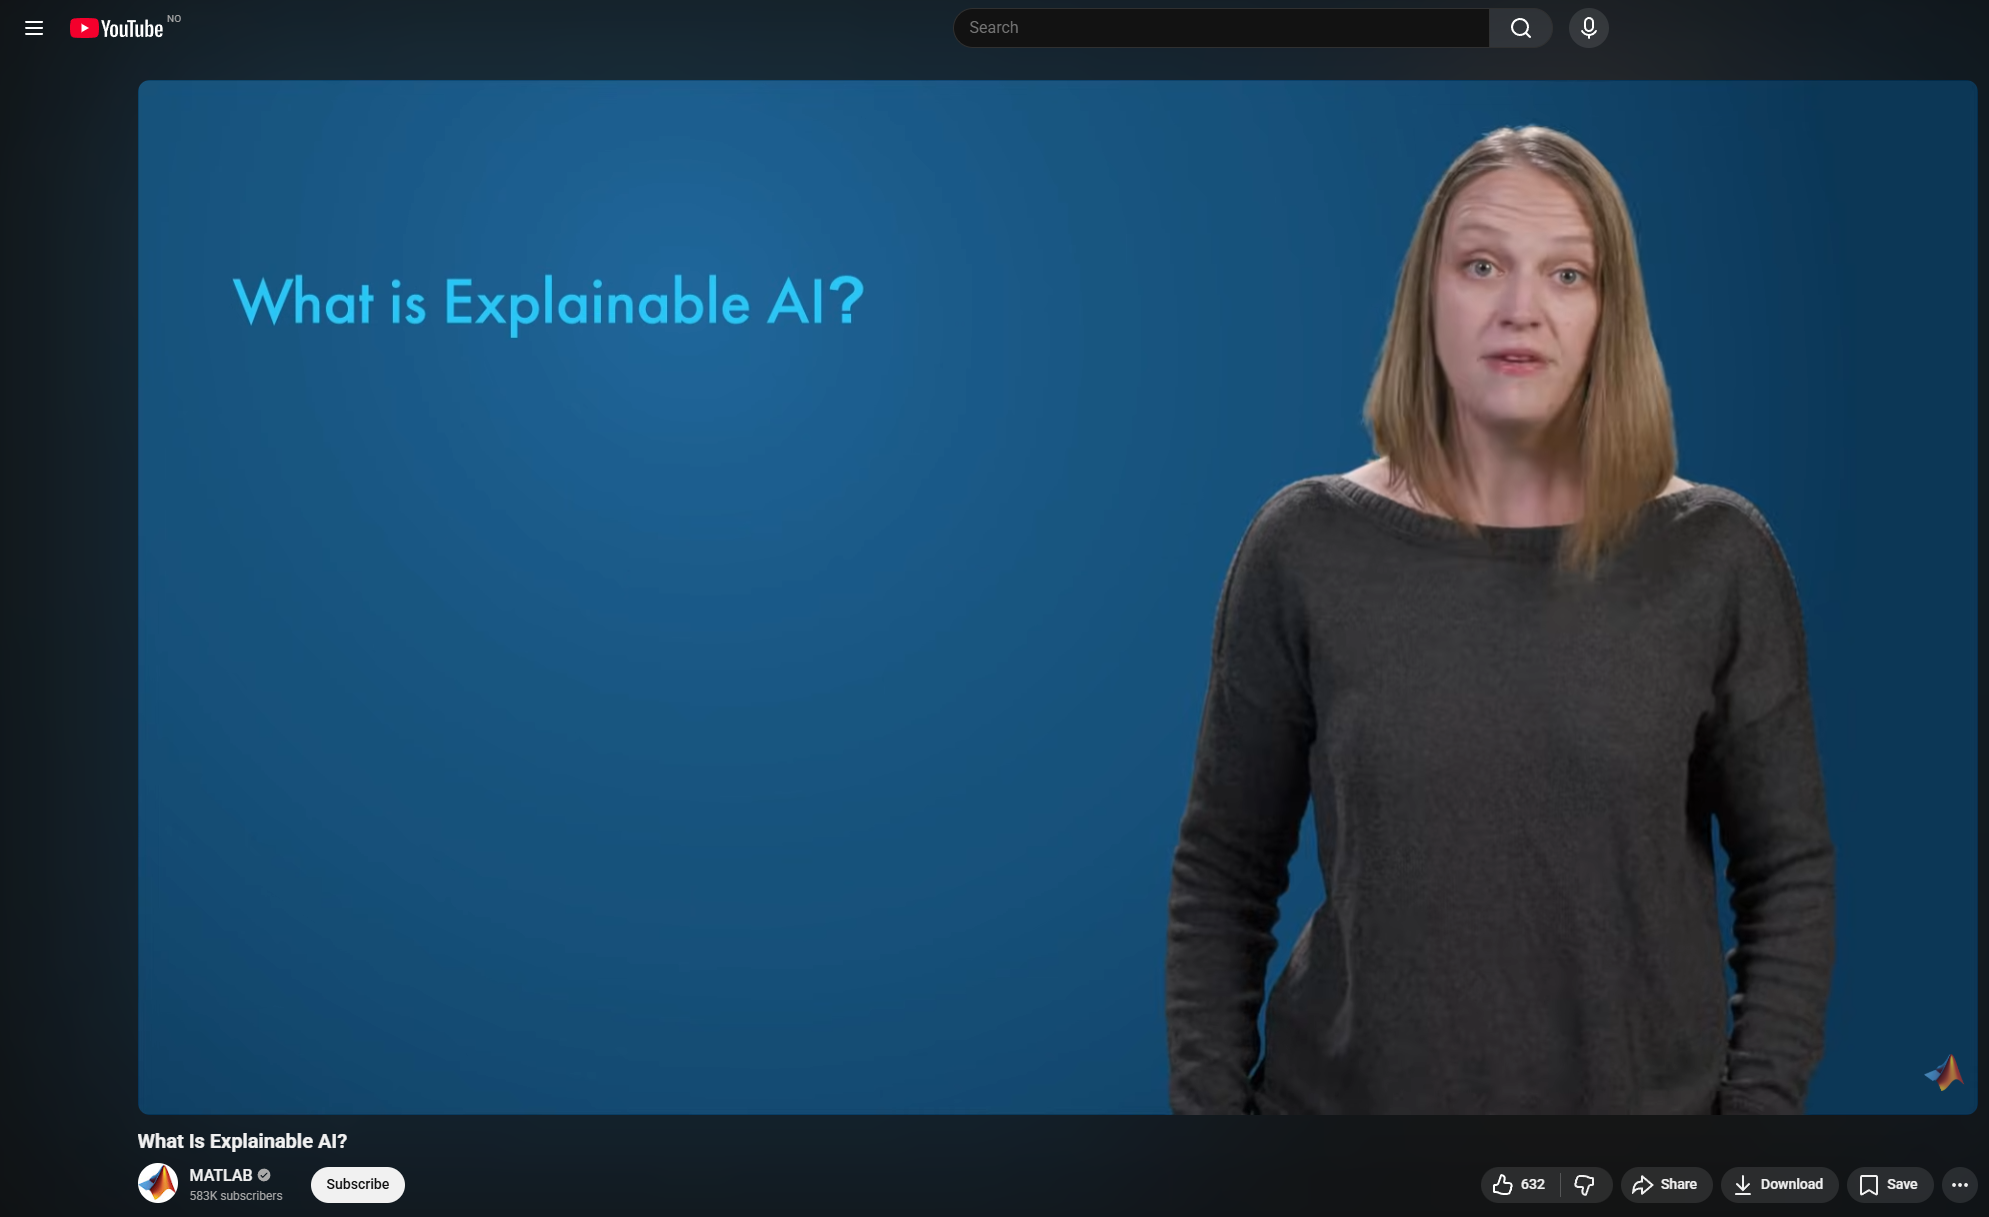 YouTube NO
Search
What is Explainable AI?
What Is Explainable AI?
MATLAB
583K subscribers
Subscribe
632
Share
Download
Save